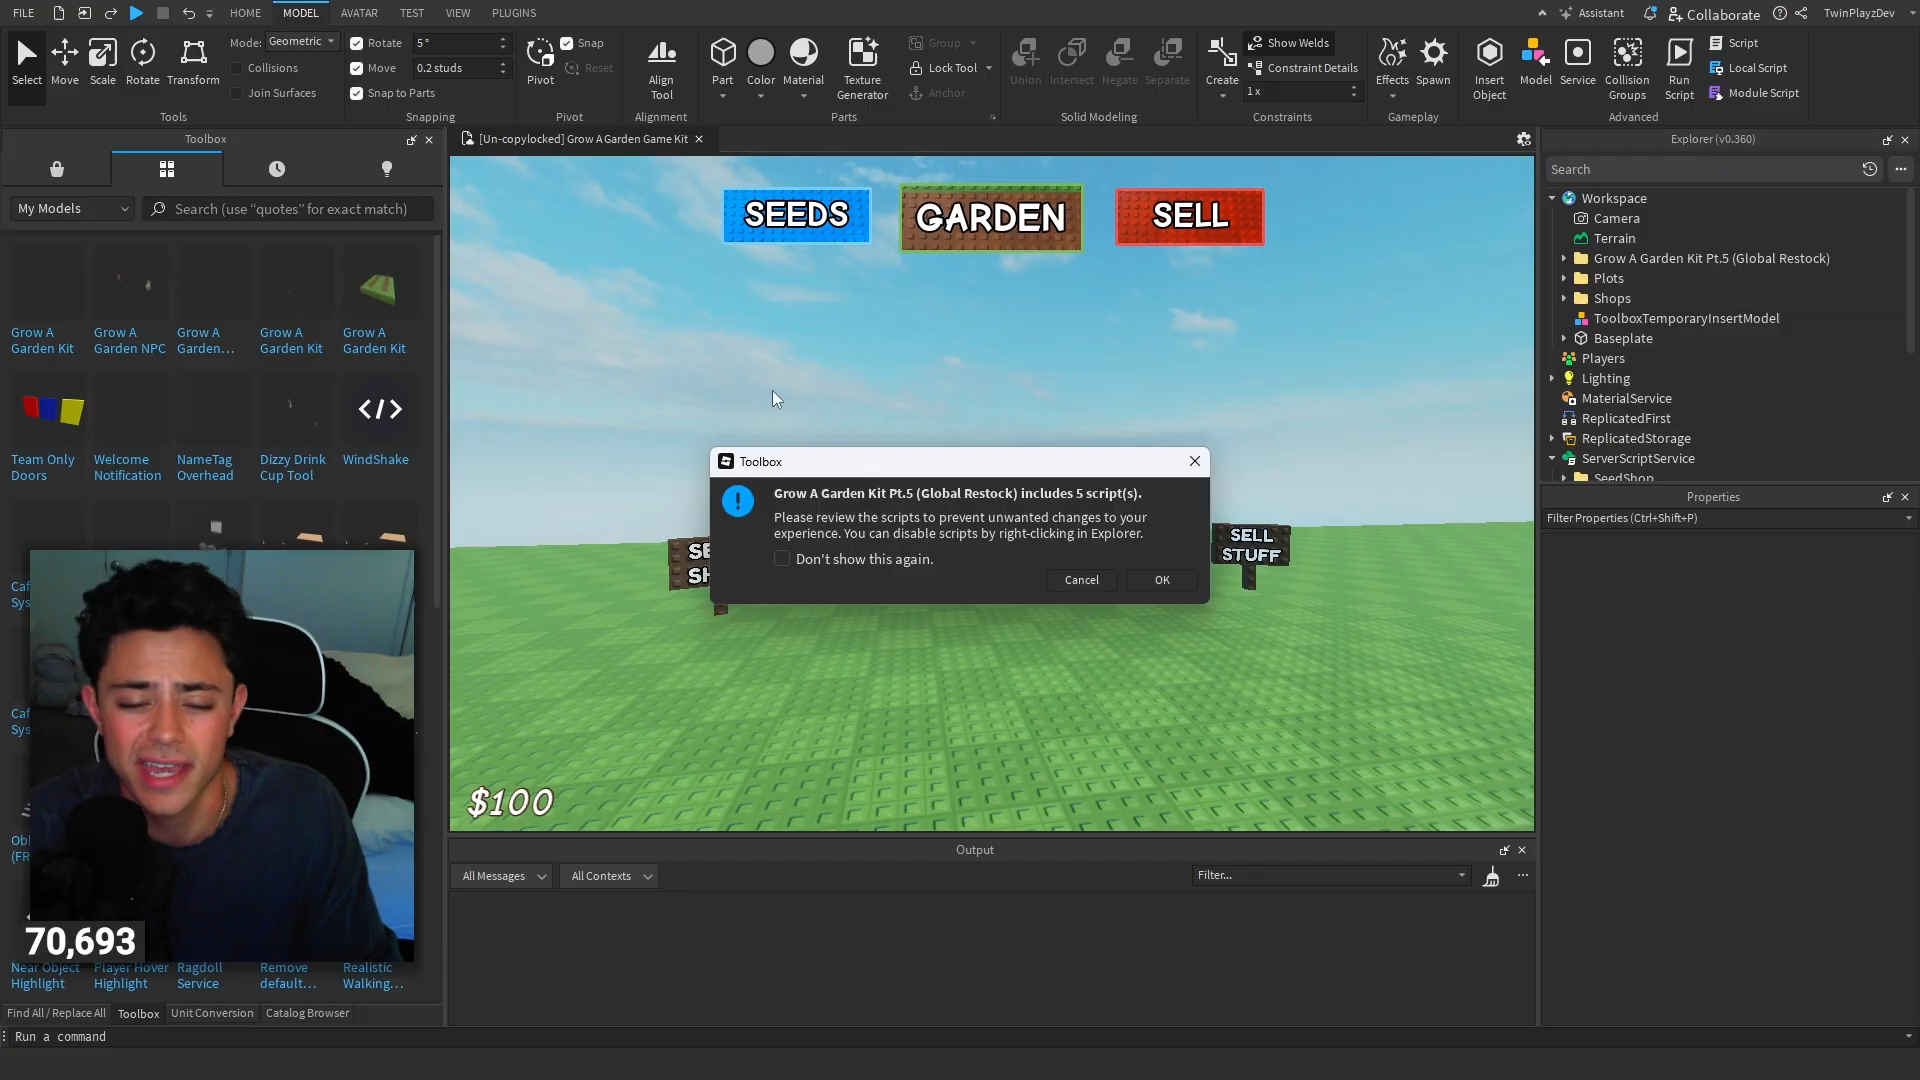 FILE
HOME
MODEL
AVATAR
TEST
VIEW
PLUGINS
Assistant
Collaborate
TwinPlayzDev
Select
Move
Scale
Rotate
Transform
Mode:
Geometric
Collisions
Join Surfaces
Tools
Rotate
5 °
Move
0.2 studs
Snap to Parts
Snapping
Pivot
Snap
Reset
Pivot
Align
Tool
Alignment
Part
Color
Material
Texture
Generator
Group
Lock Tool
Anchor
Parts
Union
Intersect
Negate
Separate
Solid Modeling
Create
Show Welds
Constraint Details
1 x
Constraints
Effects
Spawn
Gameplay
Insert
Object
Model
Service
Collision
Groups
Run
Script
Script
Local Script
Module Script
Advanced
Toolbox
My Models
Search (use “quotes” for exact match)
Grow A
Garden Kit
Grow A
Garden NPC
Grow A
Garden...
Grow A
Garden Kit
Grow A
Garden Kit
Team Only
Doors
Welcome
Notification
NameTag
Overhead
Dizzy Drink
Cup Tool
</>
WindShake
70,693
Near Object
Highlight
Player Hover
Highlight
Ragdoll
Service
Remove
default...
Realistic
Walking...
Find All / Replace All
Toolbox
Unit Conversion
Catalog Browser
Run a command
[Un-copylocked] Grow A Garden Game Kit
SEEDS
GARDEN
SELL
SELL
STUFF
$100
Toolbox
Grow A Garden Kit Pt.5 (Global Restock) includes 5 script(s).
Please review the scripts to prevent unwanted changes to your
experience. You can disable scripts by right-clicking in Explorer.
Don't show this again.
Cancel
OK
Output
All Messages
All Contexts
Filter...
Explorer (v0.360)
Search
Workspace
Camera
Terrain
Grow A Garden Kit Pt.5 (Global Restock)
Plots
Shops
ToolboxTemporaryInsertModel
Baseplate
Players
Lighting
MaterialService
ReplicatedFirst
ReplicatedStorage
ServerScriptService
SeedShop
Properties
Filter Properties (Ctrl+Shift+P)